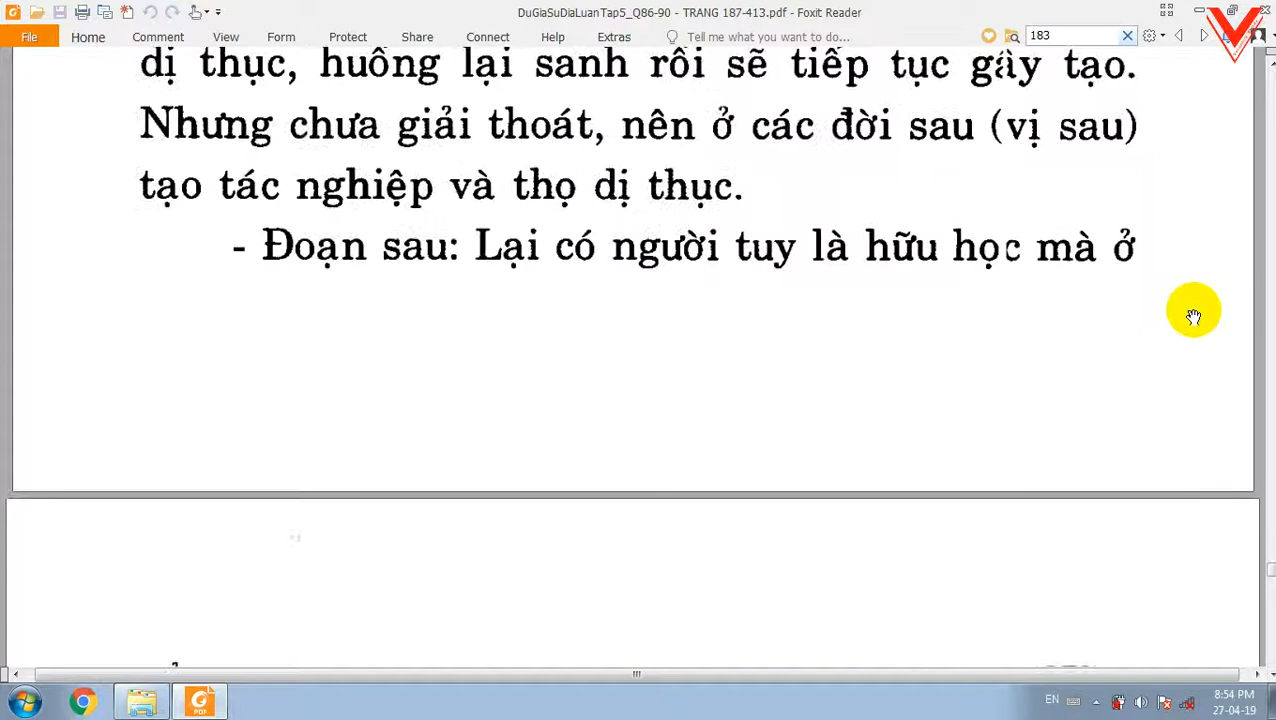 DuGiaSuDiaLuanTap5_Q86-90 - TRANG 187-413.pdf - Foxit Reader
File Home Comment View Form Protect Share Connect Help Extras Tell me what you want to do... 183
dị thục, huông lại sanh rồi sẽ tiếp tục gầy tạo.
Nhưng chưa giải thoát, nên ở các đời sau (vị sau)
tạo tác nghiệp và thọ dị thục.
- Đoạn sau: Lại có người tuy là hữu học mà ở
EN 8:54 PM
27-04-19